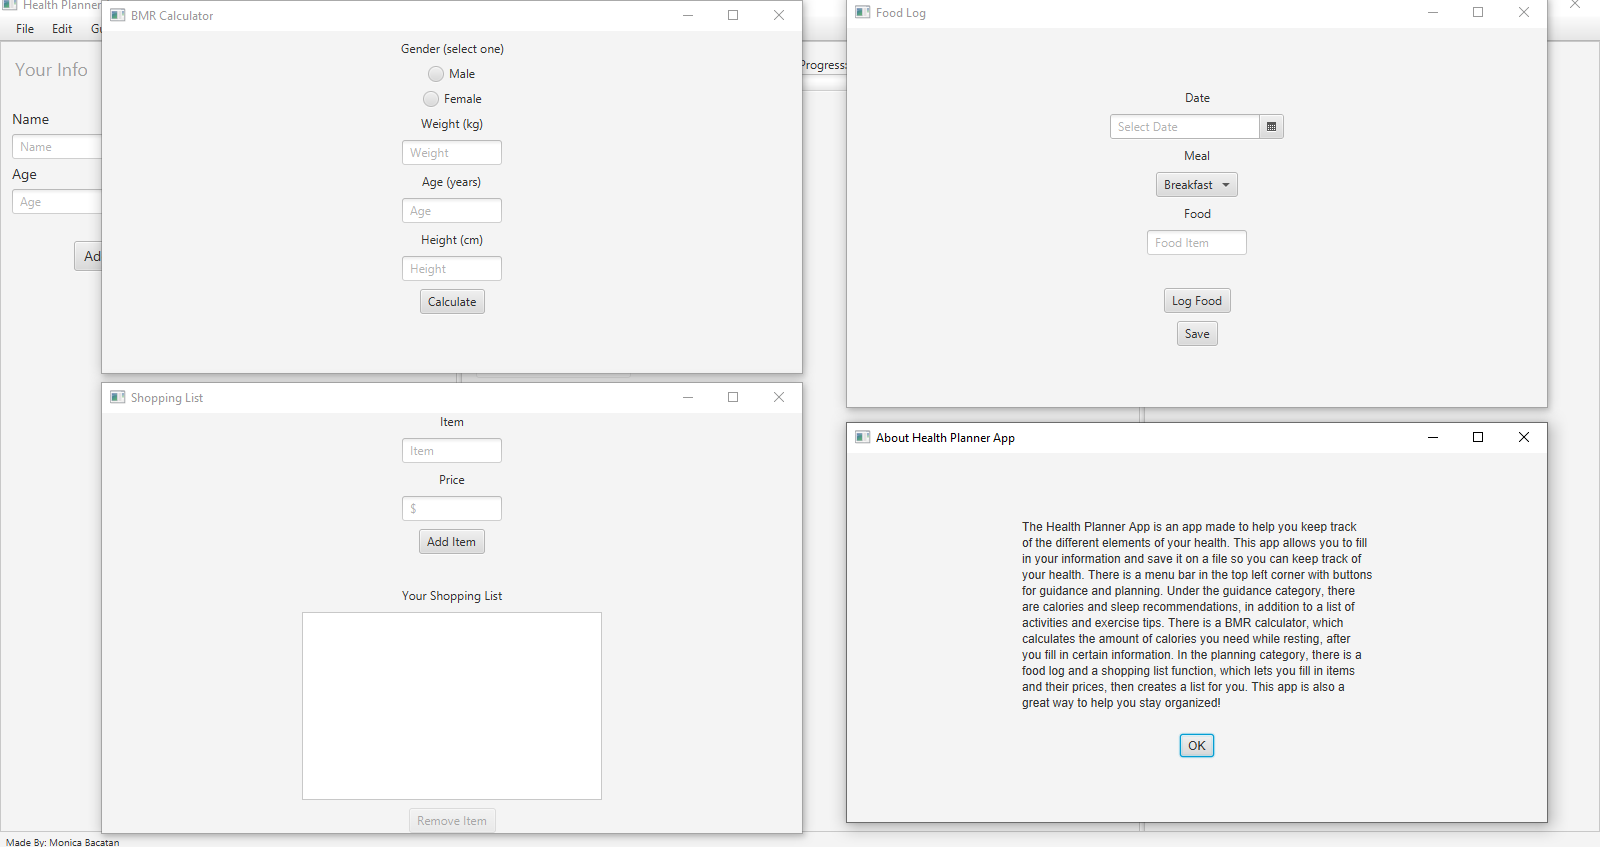 Health Planner
File Edit
Your Info
Name
Name
Age
Age
Progress:
BMR Calculator
Gender (select one)
Male
Female
Weight (kg)
Weight
Age (years)
Age
Height (cm)
Height
Calculate
Food Log
Date
Select Date
Meal
Breakfast
Food
Food Item
Log Food
Save
Shopping List
Item
Item
Price
$
Add Item
Your Shopping List
Remove Item
About Health Planner App
The Health Planner App is an app made to help you keep track
of the different elements of your health. This app allows you to fill
in your information and save it on a file so you can keep track of
your health. There is a menu bar in the top left corner with buttons
for guidance and planning. Under the guidance category, there
are calories and sleep recommendations, in addition to a list of
activities and exercise tips. There is a BMR calculator, which
calculates the amount of calories you need while resting, after
you fill in certain information. In the planning category, there is a
food log and a shopping list function, which lets you fill in items
and their prices, then creates a list for you. This app is also a
great way to help you stay organized!
OK
Made By: Monica Bacatan